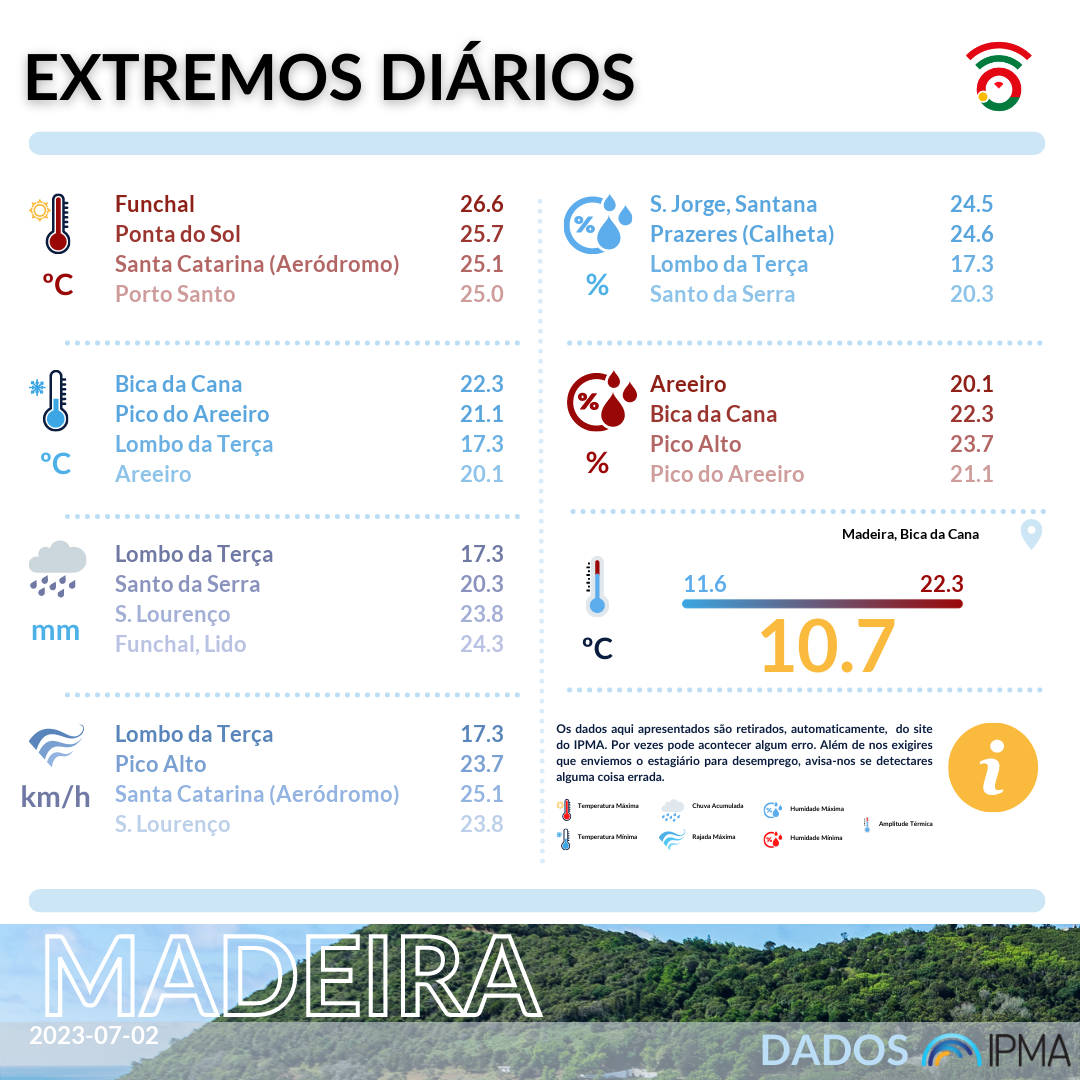 EXTREMOS DIÁRIOS
Funchal 26.6
Ponta do Sol 25.7
Santa Catarina (Aeródromo) 25.1
Porto Santo 25.0
ºC
Bica da Cana 22.3
Pico do Areeiro 21.1
Lombo da Terça 17.3
Areeiro 20.1
ºC
Lombo da Terça 17.3
Santo da Serra 20.3
S. Lourenço 23.8
Funchal, Lido 24.3
mm
Lombo da Terça 17.3
Pico Alto 23.7
Santa Catarina (Aeródromo) 25.1
S. Lourenço 23.8
km/h
%
S. Jorge, Santana 24.5
Prazeres (Calheta) 24.6
Lombo da Terça 17.3
Santo da Serra 20.3
%
%
Areeiro 20.1
Bica da Cana 22.3
Pico Alto 23.7
Pico do Areeiro 21.1
%
Madeira, Bica da Cana
11.6 22.3
10.7
ºC
Os dados aqui apresentados são retirados, automaticamente, do site
do IPMA. Por vezes pode acontecer algum erro. Além de nos exigires
que enviemos o estagiário para desemprego, avisa-nos se detectares
alguma coisa errada.
i
Temperatura Máxima Chuva Acumulada Humidade Máxima
Amplitude Térmica
Temperatura Mínima Rajada Máxima Humidade Mínima
MADEIRA
2023-07-02
DADOS IPMA